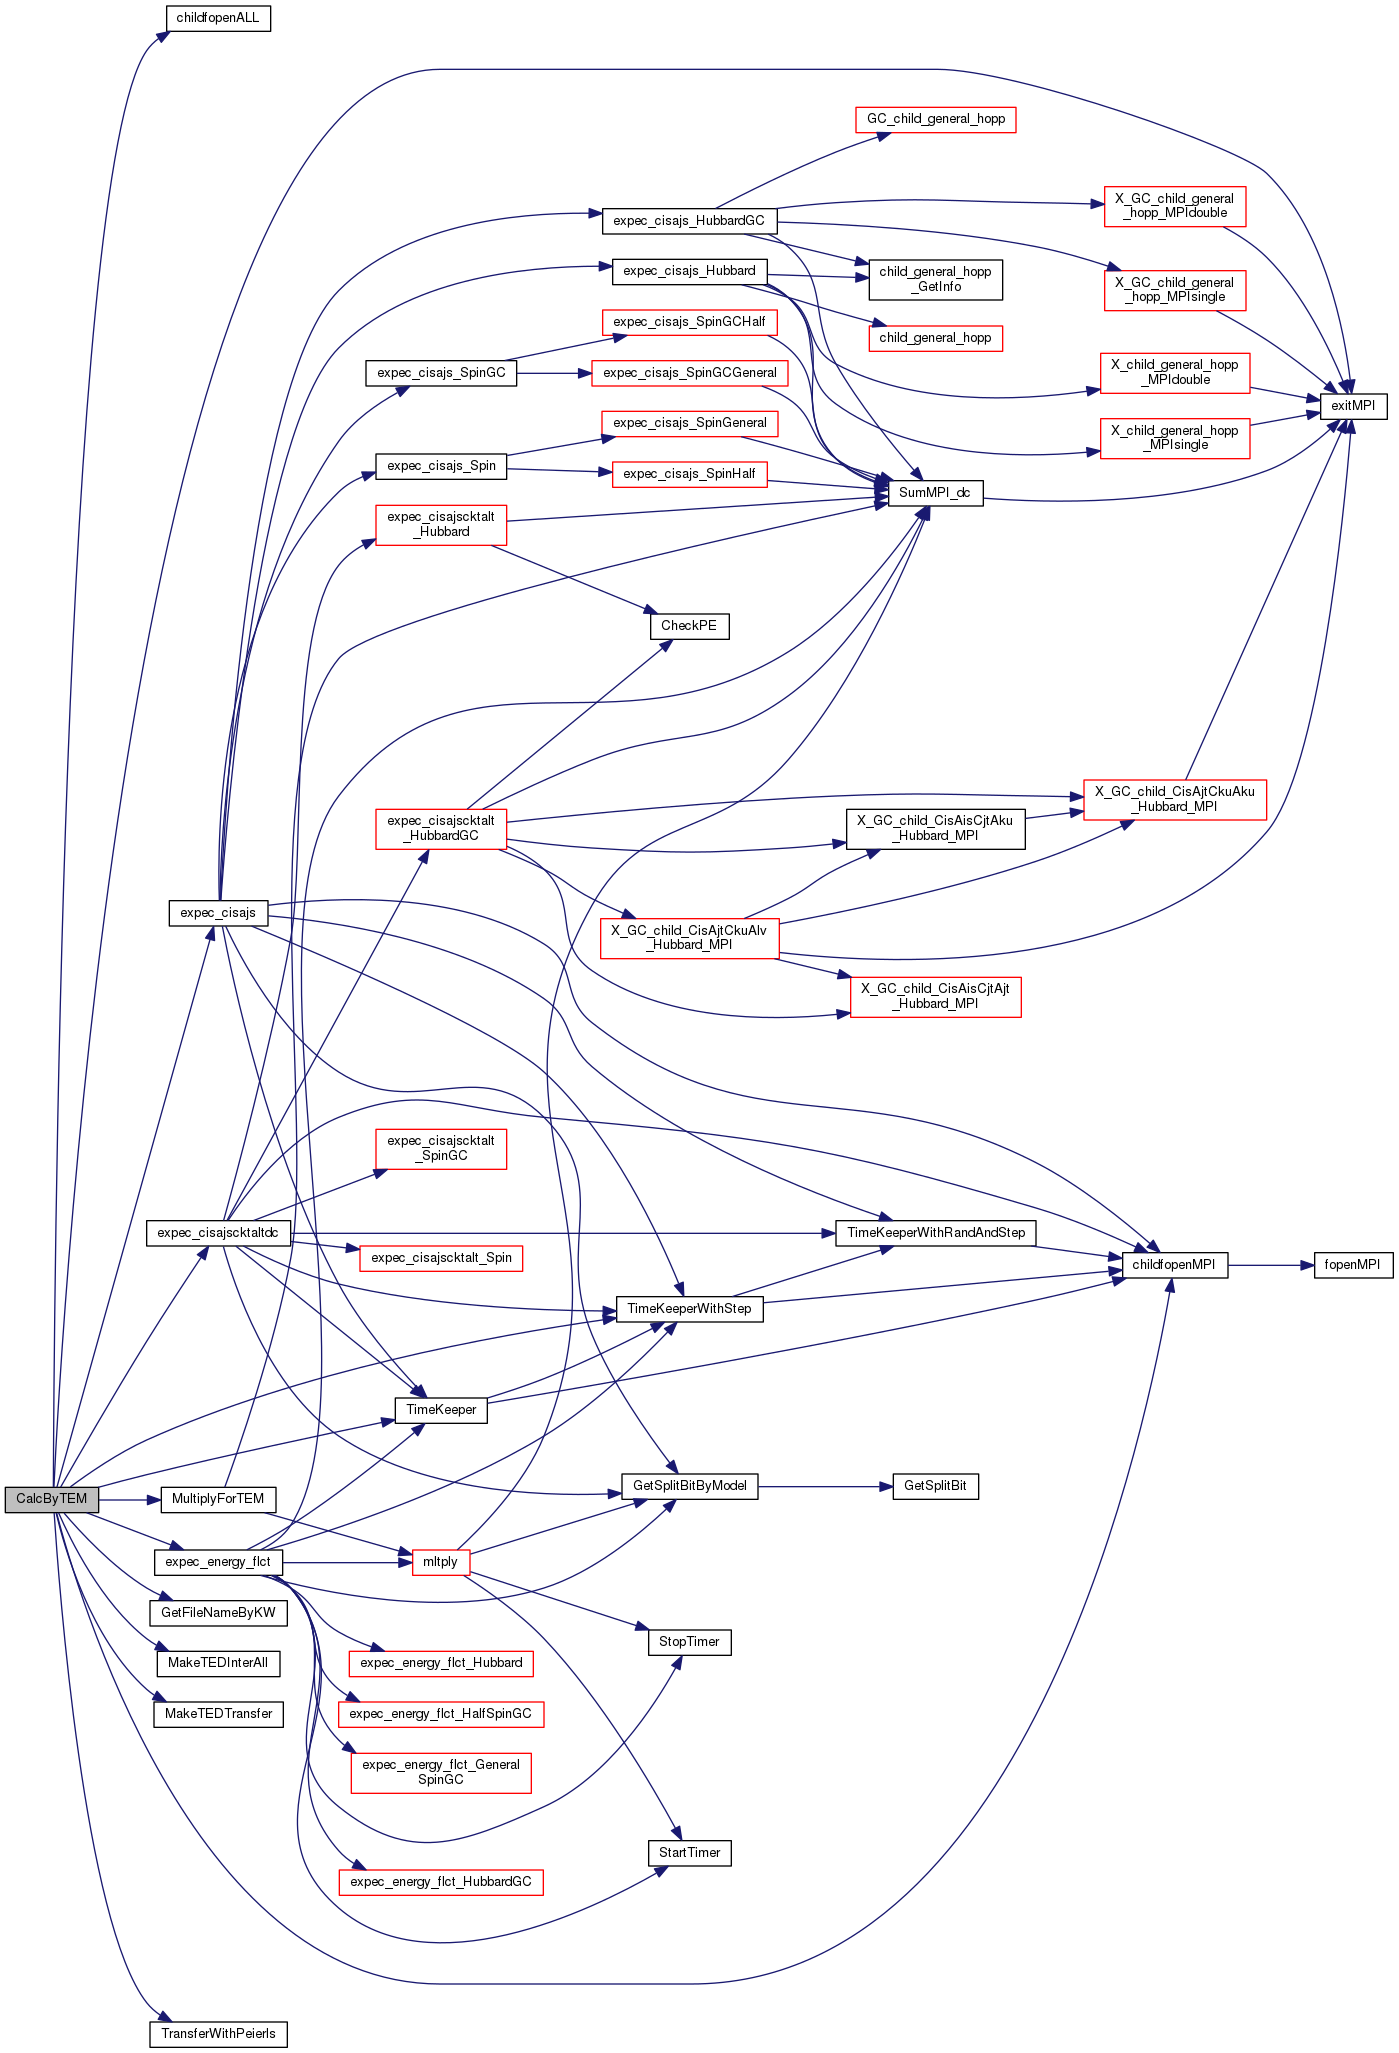 childfopenALL
GC_child_general_hopp
X_GC_child_general
_hopp_MPIdouble
expec_cisajs_HubbardGC
expec_cisajs_Hubbard
child_general_hopp
_GetInfo
X_GC_child_general
_hopp_MPIsingle
expec_cisajs_SpinGCHalf
child_general_hopp
expec_cisajs_SpinGC
expec_cisajs_SpinGCGeneral
X_child_general_hopp
_MPIdouble
exitMPI
expec_cisajs_SpinGeneral
X_child_general_hopp
_MPIsingle
expec_cisajs_Spin
expec_cisajs_SpinHalf
SumMPI_dc
expec_cisajscktalt
_Hubbard
CheckPE
expec_cisajscktalt
_HubbardGC
X_GC_child_CisAisCjtAku
_Hubbard_MPI
X_GC_child_CisAjtCkuAku
_Hubbard_MPI
expec_cisajs
X_GC_child_CisAjtCkuAlv
_Hubbard_MPI
X_GC_child_CisAisCjtAjt
_Hubbard_MPI
expec_cisajscktalt
_SpinGC
expec_cisajscktaltdc
expec_cisajscktalt_Spin
TimeKeeperWithRandAndStep
childfopenMPI
fopenMPI
TimeKeeperWithStep
TimeKeeper
CalcByTEM
MultiplyForTEM
GetSplitBitByModel
GetSplitBit
expec_energy_flct
mltply
GetFileNameByKW
MakeTEDInterAll
expec_energy_flct_Hubbard
StopTimer
MakeTEDTransfer
expec_energy_flct_HalfSpinGC
expec_energy_flct_General
SpinGC
StartTimer
expec_energy_flct_HubbardGC
TransferWithPeierls